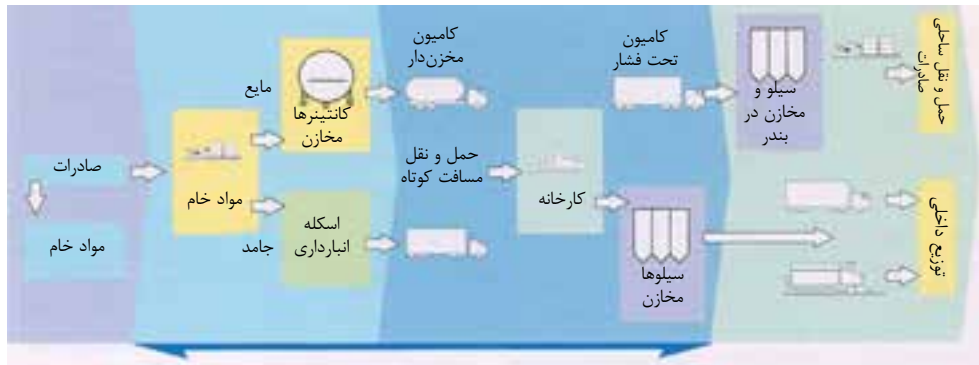 صادرات
مواد خام
مواد خام
مایع
جامد
کانتینرها
مخازن
اسکله
انبارداری
کامیون
مخزن‌دار
حمل و نقل
مسافت کوتاه
کارخانه
کامیون
تحت فشار
سیلوها
مخازن
سیلو و
مخازن در
بندر
حمل و نقل ساحلی
صادرات
توزیع داخلی